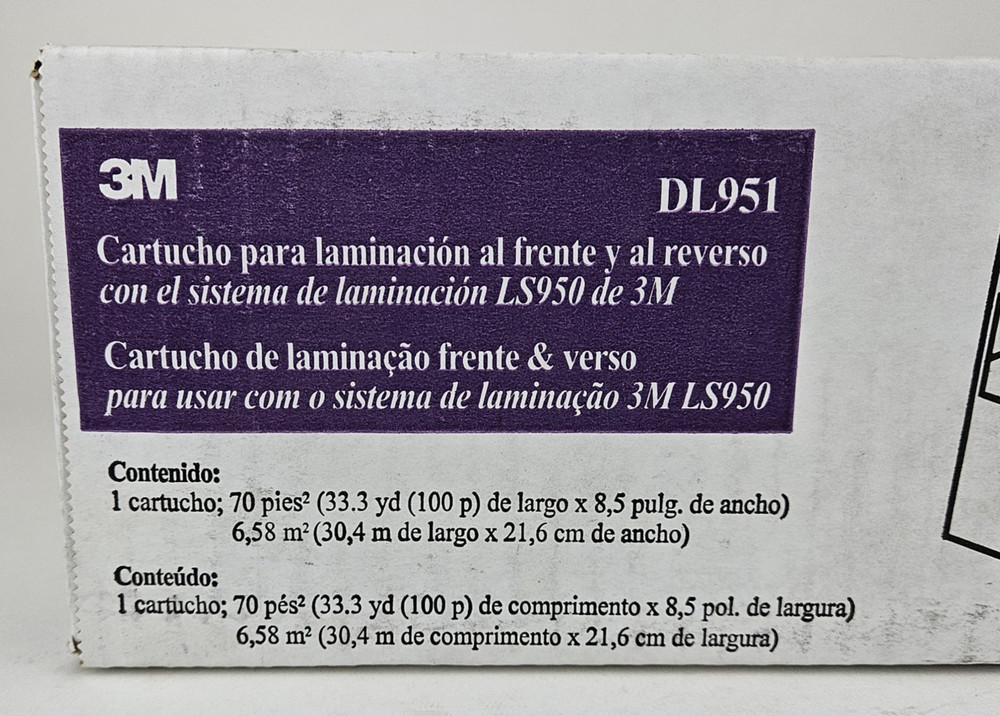 3M
DL951
Cartucho para laminación al frente y al reverso
con el sistema de laminación LS950 de 3M
Cartucho de laminação frente & verso
para usar com o sistema de laminação 3M LS950
Contenido:
1 cartucho; 70 pies² (33.3 yd (100 p) de largo x 8,5 pulg. de ancho)
6,58 m² (30,4 m de largo x 21,6 cm de ancho)
Conteúdo:
1 cartucho; 70 pés² (33.3 yd (100 p) de comprimento x 8,5 pol. de largura)
6,58 m² (30,4 m de comprimento x 21,6 cm de largura)